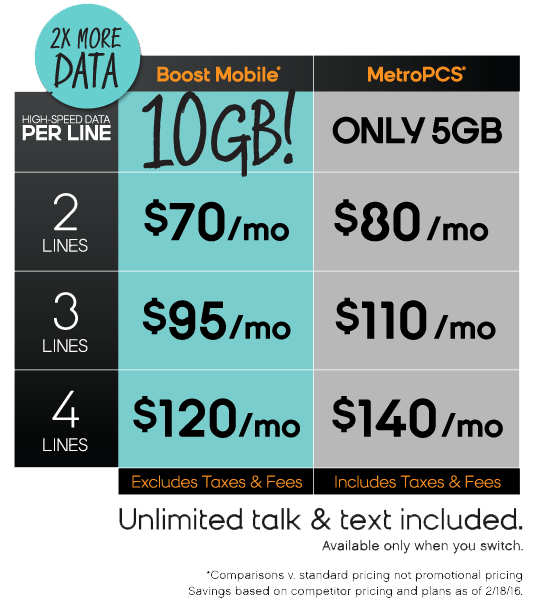 2X MORE
DATA
Boost Mobile* MetroPCS*
HIGH-SPEED DATA
PER LINE
10GB! ONLY 5GB
2
LINES
$70/mo $80/mo
3
LINES
$95/mo $110/mo
4
LINES
$120/mo $140/mo
Excludes Taxes & Fees Includes Taxes & Fees
Unlimited talk & text included.
Available only when you switch.
*Comparisons v. standard pricing not promotional pricing
Savings based on competitor pricing and plans as of 2/18/16.